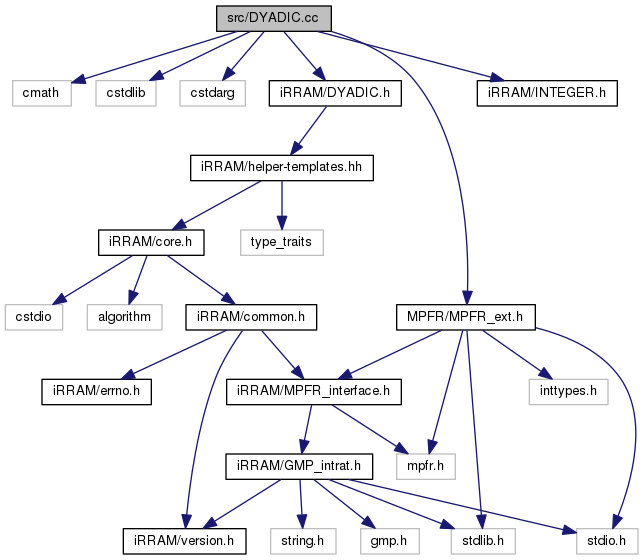 src/DYADIC.cc
cmath
cstdlib
cstdarg
iRRAM/DYADIC.h
iRRAM/INTEGER.h
iRRAM/helper-templates.hh
iRRAM/core.h
type_traits
cstdio
algorithm
iRRAM/common.h
MPFR/MPFR_ext.h
iRRAM/errno.h
iRRAM/MPFR_interface.h
inttypes.h
iRRAM/GMP_intrat.h
mpfr.h
iRRAM/version.h
string.h
gmp.h
stdlib.h
stdio.h